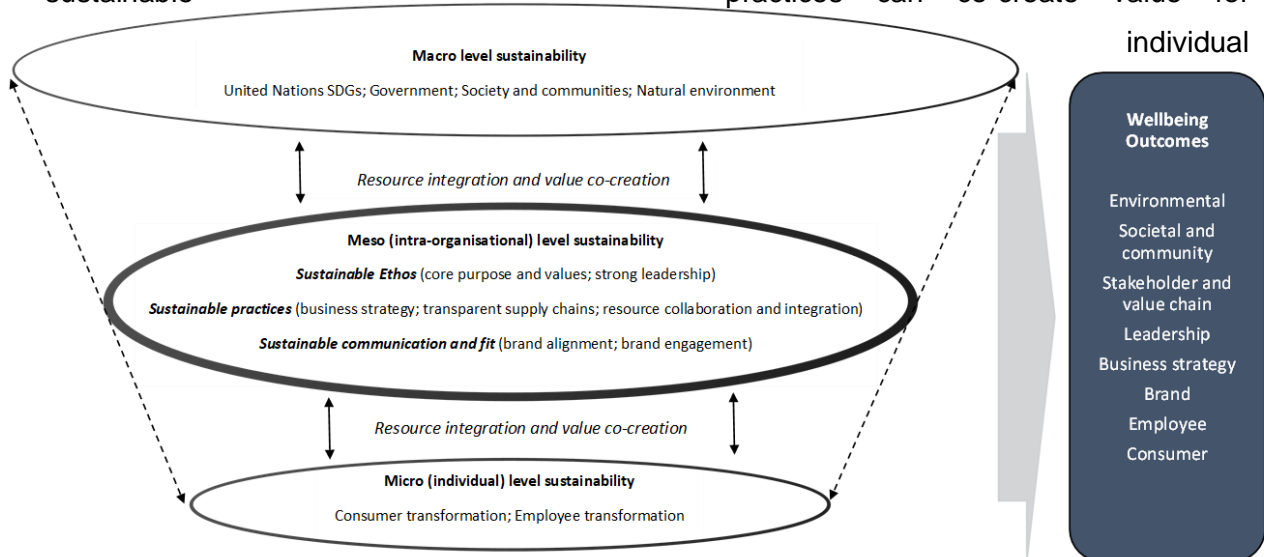 sustainable practices can co-create value for
individual
Macro level sustainability
United Nations SDGs; Government; Society and communities; Natural environment
Resource integration and value co-creation
Meso (intra-organisational) level sustainability
Sustainable Ethos (core purpose and values; strong leadership)
Sustainable practices (business strategy; transparent supply chains; resource collaboration and integration)
Sustainable communication and fit (brand alignment; brand engagement)
Resource integration and value co-creation
Micro (individual) level sustainability
Consumer transformation; Employee transformation
Wellbeing
Outcomes
Environmental
Societal and
community
Stakeholder and
value chain
Leadership
Business strategy
Brand
Employee
Consumer